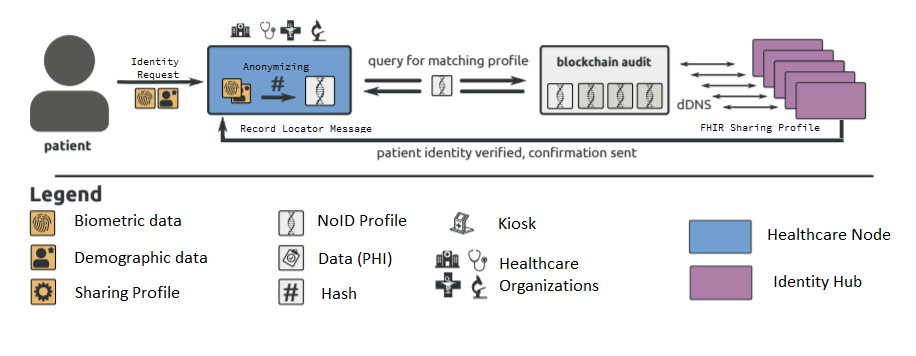 Identity
Request
patient
Anonymizing
#
query for matching profile
blockchain audit
dDNS
Record Locator Message
FHIR Sharing Profile
patient identity verified, confirmation sent
Legend
Biometric data
Demographic data
Sharing Profile
NoID Profile
Data (PHI)
# Hash
Kiosk
Healthcare
Organizations
Healthcare Node
Identity Hub